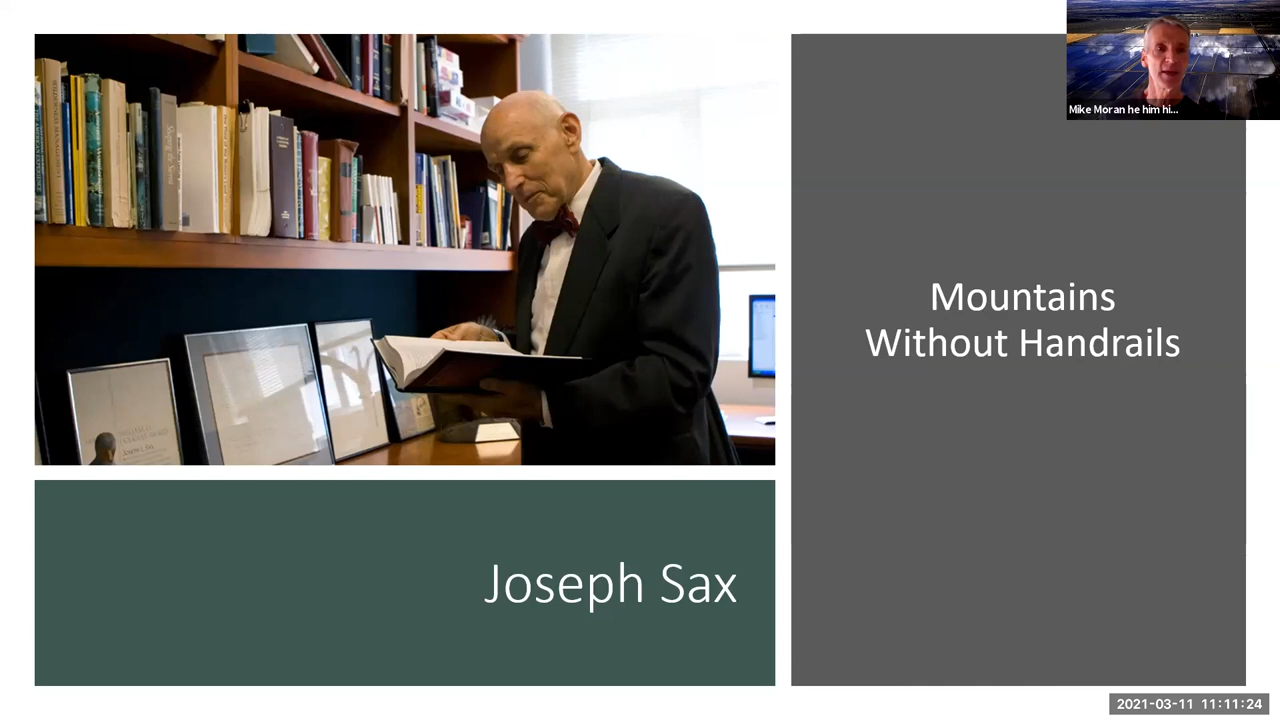 Mike Moran he him hi...
Mountains
Without Handrails
Joseph Sax
2021-03-11 11:11:24